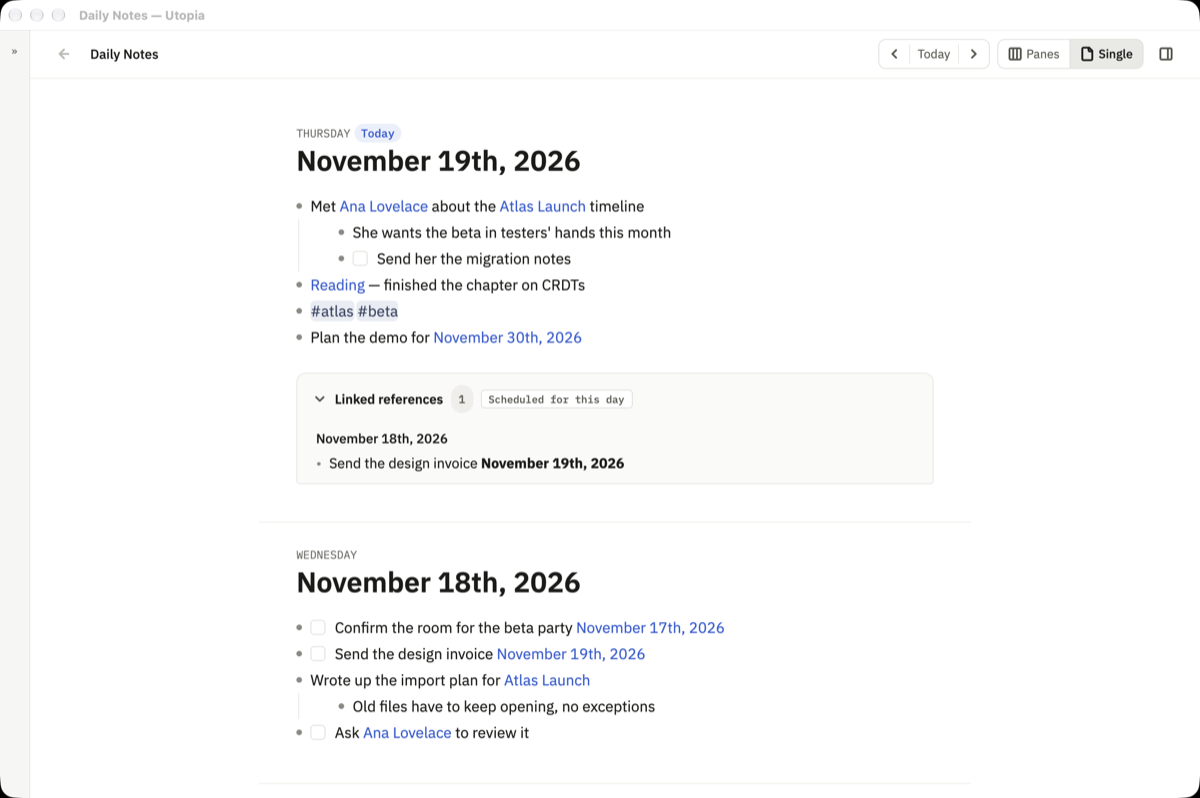 Daily Notes — Utopia
» ← Daily Notes Today Panes Single
THURSDAY Today
November 19th, 2026
Met Ana Lovelace about the Atlas Launch timeline
She wants the beta in testers' hands this month
Send her the migration notes
Reading — finished the chapter on CRDTs
#atlas #beta
Plan the demo for November 30th, 2026
Linked references 1 Scheduled for this day
November 18th, 2026
Send the design invoice November 19th, 2026
WEDNESDAY
November 18th, 2026
Confirm the room for the beta party November 17th, 2026
Send the design invoice November 19th, 2026
Wrote up the import plan for Atlas Launch
Old files have to keep opening, no exceptions
Ask Ana Lovelace to review it